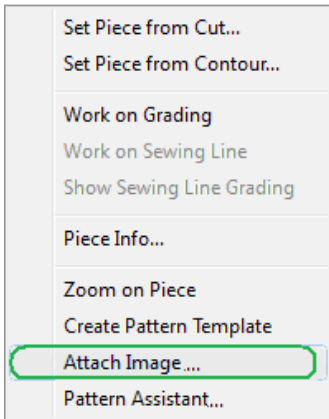 Set Piece from Cut...
Set Piece from Contour...
Work on Grading
Work on Sewing Line
Show Sewing Line Grading
Piece Info...
Zoom on Piece
Create Pattern Template
Attach Image ...
Pattern Assistant...